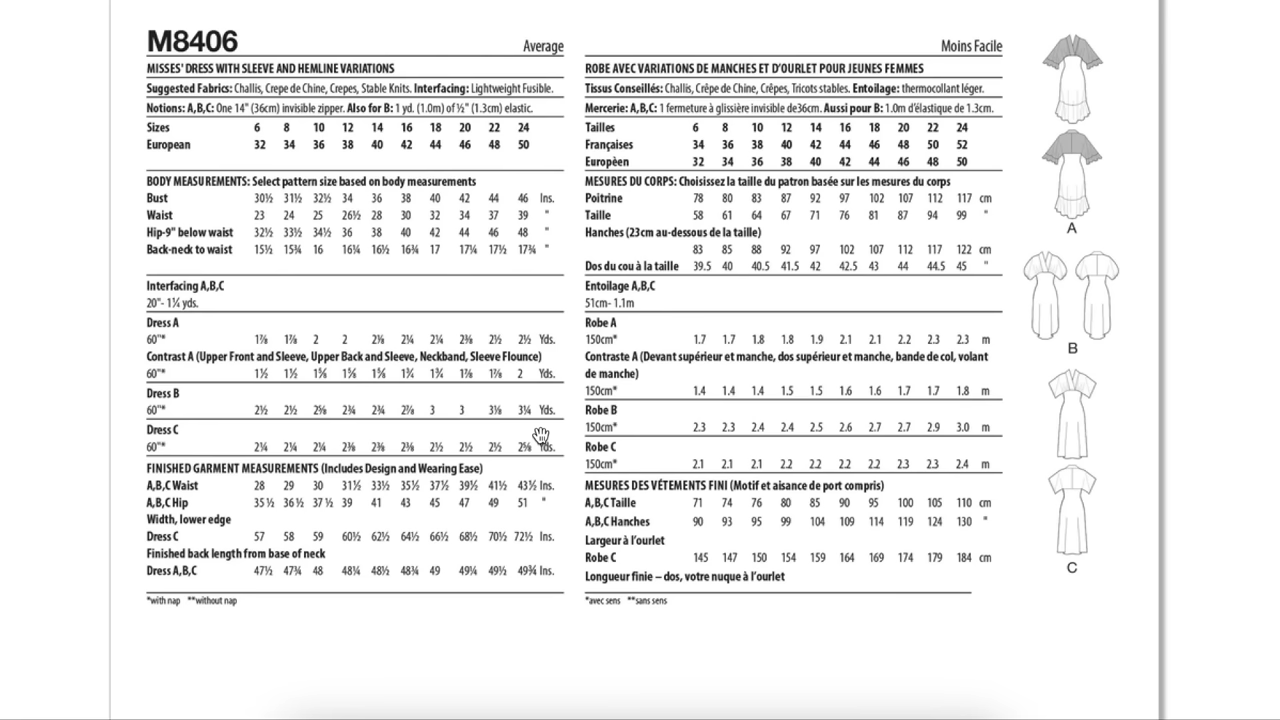 M8406 Average
MISSES' DRESS WITH SLEEVE AND HEMLINE VARIATIONS
Suggested Fabrics: Challis, Crepe de Chine, Crepes, Stable Knits. Interfacing: Lightweight Fusible.
Notions: A,B,C: One 14" (36cm) invisible zipper. Also for B: 1 yd. (1.0m) of ½" (1.3cm) elastic.
Sizes 6 8 10 12 14 16 18 20 22 24
European 32 34 36 38 40 42 44 46 48 50
BODY MEASUREMENTS: Select pattern size based on body measurements
Bust 30½ 31½ 32½ 34 36 38 40 42 44 46 Ins.
Waist 23 24 25 26½ 28 30 32 34 37 39 "
Hip-9" below waist 32½ 33½ 34½ 36 38 40 42 44 46 48 "
Back-neck to waist 15½ 15¾ 16 16¼ 16½ 16¾ 17 17¼ 17½ 17¾ "
Interfacing A,B,C
20"- 1¼ yds.
Dress A
60"* 1⅞ 1⅞ 2 2 2⅛ 2¼ 2¼ 2⅜ 2½ 2½ Yds.
Contrast A (Upper Front and Sleeve, Upper Back and Sleeve, Neckband, Sleeve Flounce)
60"* 1½ 1½ 1⅝ 1⅝ 1⅝ 1¾ 1¾ 1⅞ 1⅞ 2 Yds.
Dress B
60"* 2½ 2½ 2⅝ 2¾ 2¾ 2⅞ 3 3 3⅛ 3¼ Yds.
Dress C
60"* 2¼ 2¼ 2¼ 2⅜ 2⅜ 2⅜ 2½ 2½ 2½ 2⅝ Yds.
FINISHED GARMENT MEASUREMENTS (Includes Design and Wearing Ease)
A,B,C Waist 28 29 30 31½ 33½ 35½ 37½ 39½ 41½ 43½ Ins.
A,B,C Hip 35½ 36½ 37½ 39 41 43 45 47 49 51 "
Width, lower edge
Dress C 57 58 59 60½ 62½ 64½ 66½ 68½ 70½ 72½ Ins.
Finished back length from base of neck
Dress A,B,C 47½ 47¾ 48 48¼ 48½ 48¾ 49 49¼ 49½ 49¾ Ins.
*with nap **without nap
Moins Facile
ROBE AVEC VARIATIONS DE MANCHES ET D'OURLET POUR JEUNES FEMMES
Tissus Conseillés: Challis, Crêpe de Chine, Crêpes, Tricots stables. Entoilage: thermocollant léger.
Mercerie: A,B,C: 1 fermeture à glissière invisible de36cm. Aussi pour B: 1.0m d'élastique de 1.3cm.
Tailles 6 8 10 12 14 16 18 20 22 24
Françaises 34 36 38 40 42 44 46 48 50 52
Europèen 32 34 36 38 40 42 44 46 48 50
MESURES DU CORPS: Choisissez la taille du patron basée sur les mesures du corps
Poitrine 78 80 83 87 92 97 102 107 112 117 cm
Taille 58 61 64 67 71 76 81 87 94 99 "
Hanches (23cm au-dessous de la taille)
83 85 88 92 97 102 107 112 117 122 cm
Dos du cou à la taille 39.5 40 40.5 41.5 42 42.5 43 44 44.5 45 "
Entoilage A,B,C
51cm- 1.1m
Robe A
150cm* 1.7 1.7 1.8 1.8 1.9 2.1 2.1 2.2 2.3 2.3 m
Contraste A (Devant supérieur et manche, dos supérieur et manche, bande de col, volant
de manche)
150cm* 1.4 1.4 1.4 1.5 1.5 1.6 1.6 1.7 1.7 1.8 m
Robe B
150cm* 2.3 2.3 2.4 2.4 2.5 2.6 2.7 2.7 2.9 3.0 m
Robe C
150cm* 2.1 2.1 2.1 2.2 2.2 2.2 2.2 2.3 2.3 2.4 m
MESURES DES VÉTEMENTS FINI (Motif et aisance de port compris)
A,B,C Taille 71 74 76 80 85 90 95 100 105 110 cm
A,B,C Hanches 90 93 95 99 104 109 114 119 124 130 "
Largeur à l'ourlet
Robe C 145 147 150 154 159 164 169 174 179 184 cm
Longueur finie – dos, votre nuque à l'ourlet
*avec sens **sans sens
A
B
C